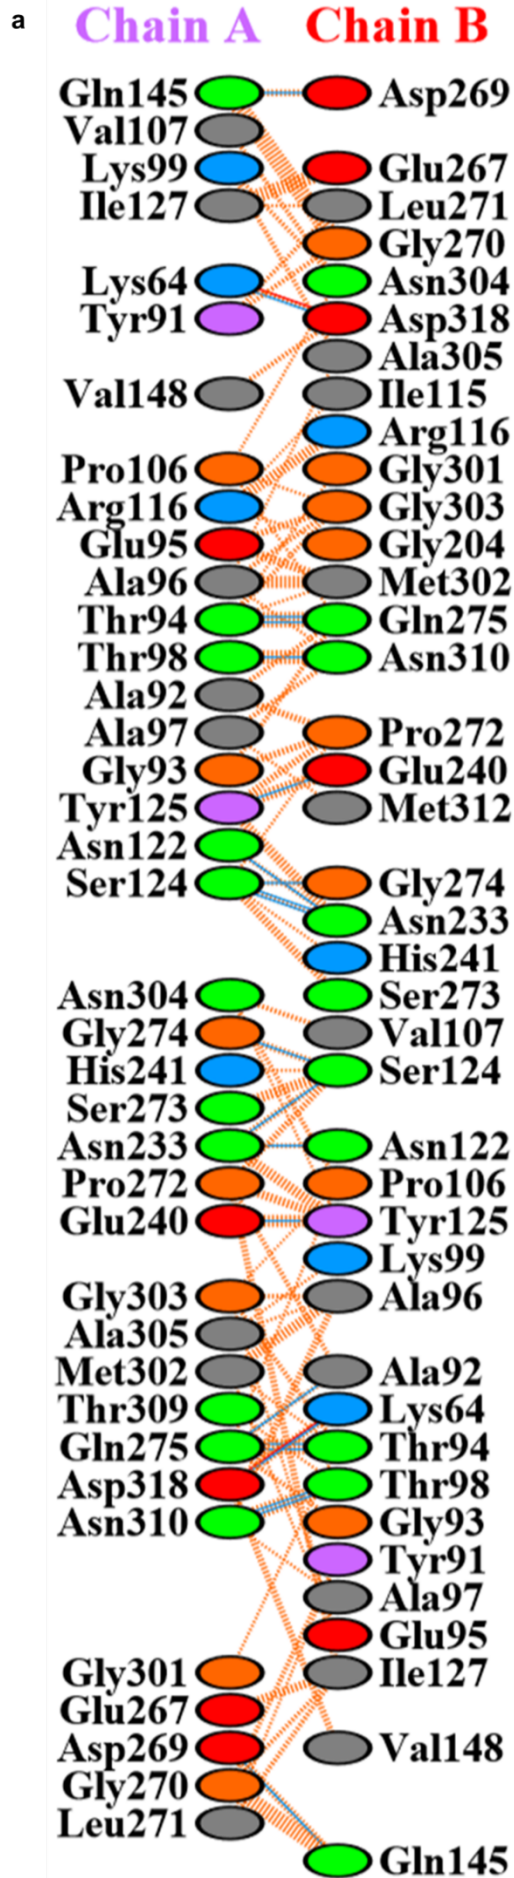 a
Chain A Chain B
Gln145 Asp269
Val107
Lys99 Glu267
Ile127 Leu271
Gly270
Lys64 Asn304
Tyr91 Asp318
Ala305
Val148 Ile115
Arg116
Pro106 Gly301
Arg116 Gly303
Glu95 Gly204
Ala96 Met302
Thr94 Gln275
Thr98 Asn310
Ala92
Ala97 Pro272
Gly93 Glu240
Tyr125 Met312
Asn122
Ser124 Gly274
Asn233
His241
Asn304 Ser273
Gly274 Val107
His241 Ser124
Ser273
Asn233 Asn122
Pro272 Pro106
Glu240 Tyr125
Lys99
Gly303 Ala96
Ala305
Met302 Ala92
Thr309 Lys64
Gln275 Thr94
Asp318 Thr98
Asn310 Gly93
Tyr91
Ala97
Glu95
Gly301 Ile127
Glu267
Asp269 Val148
Gly270
Leu271
Gln145